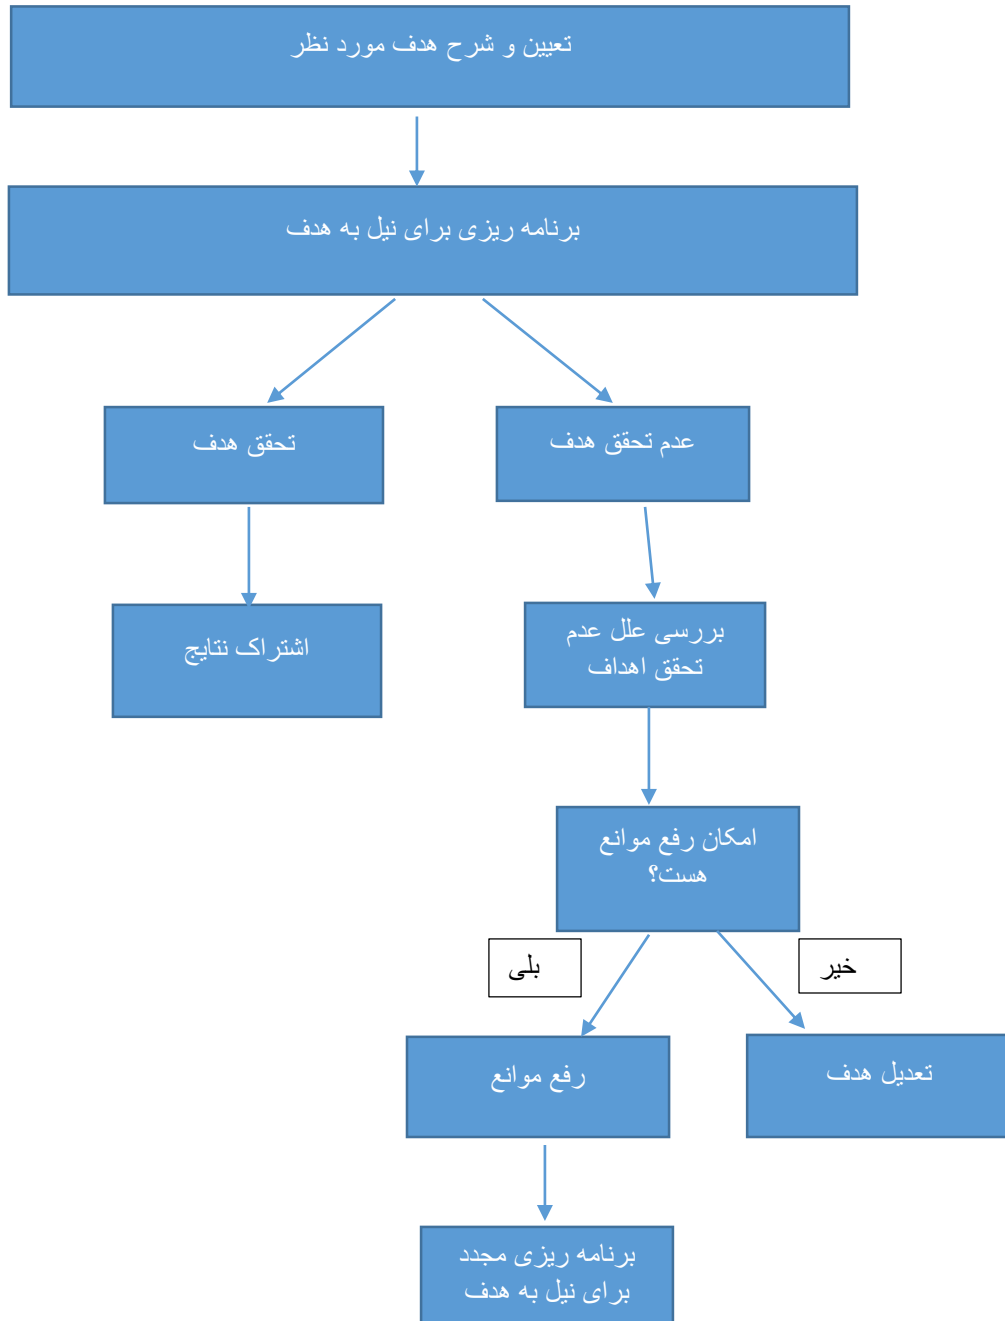 تعیین و شرح هدف مورد نظر
برنامه ریزی برای نیل به هدف
تحقق هدف
عدم تحقق هدف
اشتراک نتایج
بررسی علل عدم
تحقق اهداف
امکان رفع موانع
هست؟
بلی
خیر
رفع موانع
تعدیل هدف
برنامه ریزی مجدد
برای نیل به هدف